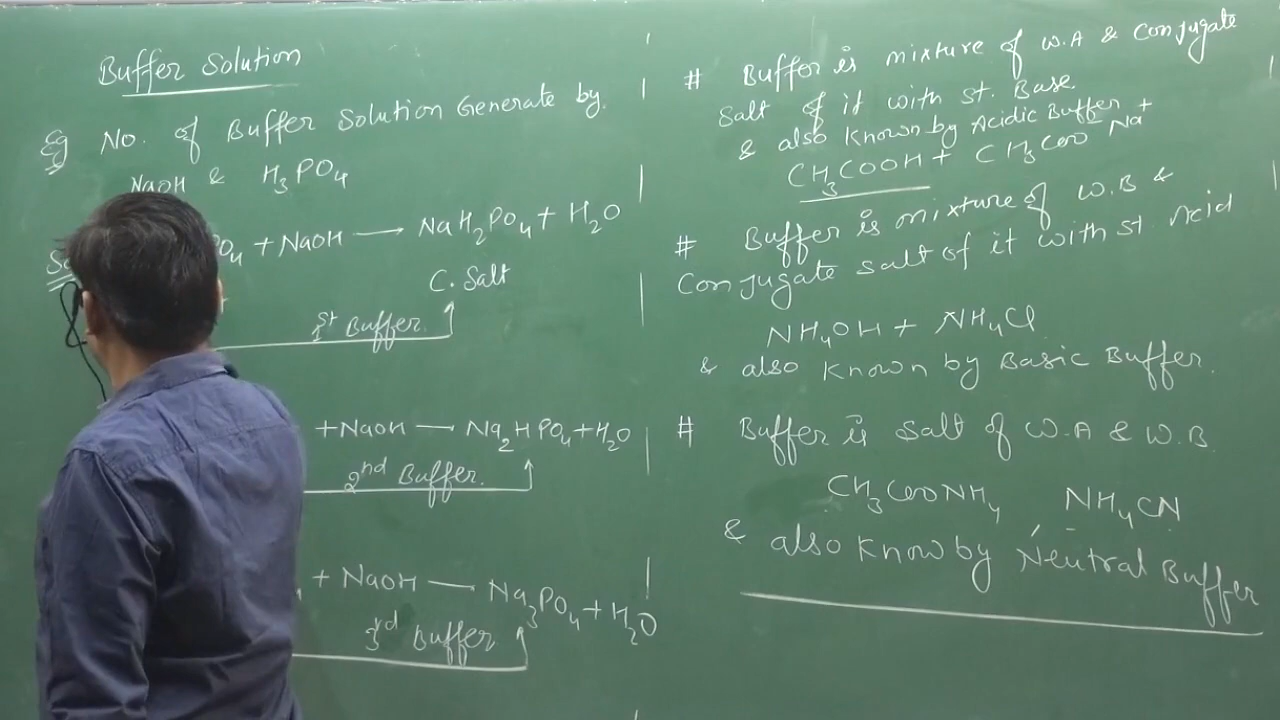 Buffer Solution
Eg No. of Buffer Solution Generate by.
NaOH & H₃PO₄
PO₄ + NaOH → NaH₂PO₄ + H₂O
C. Salt
1st Buffer.
+NaOH — Na₂HPO₄+H₂O
2nd Buffer.
+ NaOH — Na₃PO₄ + H₂O
3rd Buffer
# Buffer is mixture of W.A & Conjugate
Salt of it with St. Base.
& also Known by Acidic Buffer
CH₃COOH + CH₃COO⁻Na⁺
# Buffer is mixture of W.B &
Conjugate salt of it with st. Acid
NH₄OH + NH₄Cl
& also Known by Basic Buffer.
# Buffer is Salt of W.A & W.B
CH₃COONH₄ NH₄CN
& also Know by Neutral Buffer